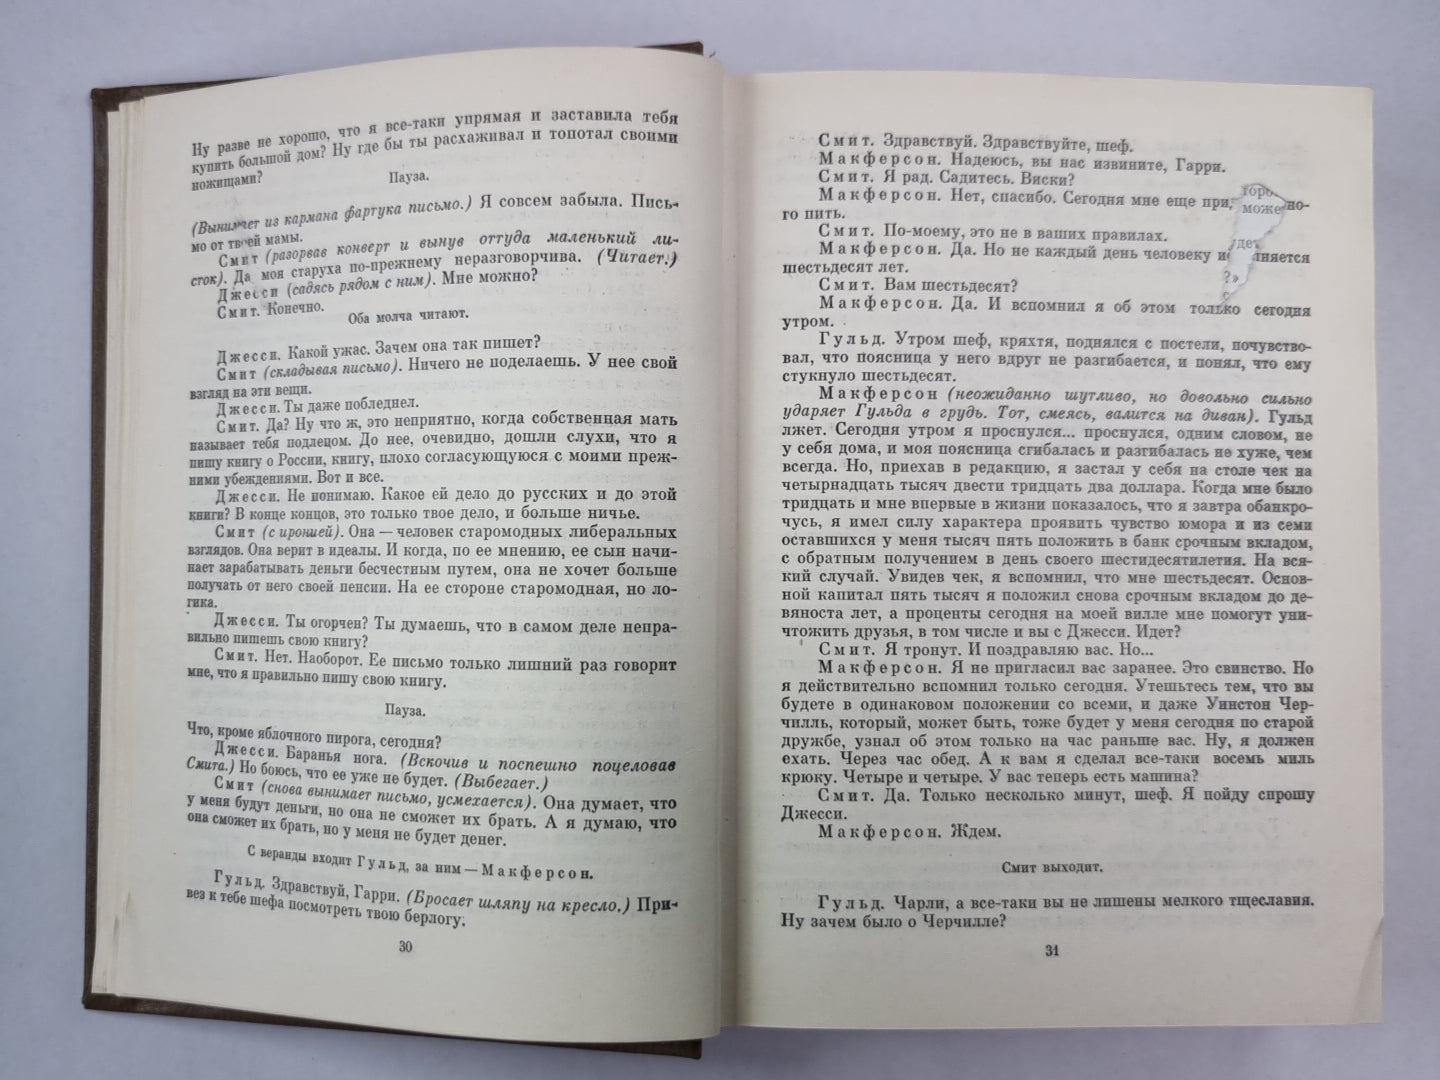 Ну разве не хорошо, что я все-таки упрямая и заставила тебя
купить большой дом? Ну где бы ты расхаживал и топотал своими
ножищами?
Пауза.
(Вынимает из кармана фартука письмо.) Я совсем забыла. Пись-
мо от твоей мамы.
Смит (разорвав конверт и вынув оттуда маленький ли-
сток). Да моя старуха по-прежнему неразговорчива. (Читает.)
Джесси (садясь рядом с ним). Мне можно?
Смит. Конечно.
Оба молча читают.
Джесси. Какой ужас. Зачем она так пишет?
Смит (складывая письмо). Ничего не поделаешь. У нее свой
взгляд на эти вещи.
Джесси. Ты даже побледнел.
Смит. Да? Ну что ж, это неприятно, когда собственная мать
называет тебя подлецом. До нее, очевидно, дошли слухи, что я
пишу книгу о России, книгу, плохо согласующуюся с моими преж-
ними убеждениями. Вот и все.
Джесси. Не понимаю. Какое ей дело до русских и до этой
книги? В конце концов, это только твое дело, и больше ничье.
Смит (с иронией). Она — человек старомодных либеральных
взглядов. Она верит в идеалы. И когда, по ее мнению, ее сын начи-
нает зарабатывать деньги бесчестным путем, она не хочет больше
получать от него своей пенсии. На ее стороне старомодная, но ло-
гика.
Джесси. Ты огорчен? Ты думаешь, что в самом деле непра-
вильно пишешь свою книгу?
Смит. Нет. Наоборот. Ее письмо только лишний раз говорит
мне, что я правильно пишу свою книгу.
Пауза.
Что, кроме яблочного пирога, сегодня?
Джесси. Баранья нога. (Вскочив и поспешно поцеловав
Смита.) Но боюсь, что ее уже не будет. (Выбегает.)
Смит (снова вынимает письмо, усмехается). Она думает, что
у меня будут деньги, но она не сможет их брать. А я думаю, что
она сможет их брать, но у меня не будет денег.
С веранды входит Гульд, за ним — Макферсон.
Гульд. Здравствуй, Гарри. (Бросает шляпу на кресло.) При-
вез к тебе шефа посмотреть твою берлогу.
30
Смит. Здравствуй. Здравствуйте, шеф.
Макферсон. Надеюсь, вы нас извините, Гарри.
Смит. Я рад. Садитесь. Виски?
Макферсон. Нет, спасибо. Сегодня мне еще при но-
го пить.
Смит. По-моему, это не в ваших правилах.
Макферсон. Да. Но не каждый день человеку и няется
шестьдесят лет.
Смит. Вам шестьдесят?
Макферсон. Да. И вспомнил я об этом только сегодня
утром.
Гульд. Утром шеф, кряхтя, поднялся с постели, почувство-
вал, что поясница у него вдруг не разгибается, и понял, что ему
стукнуло шестьдесят.
Макферсон (неожиданно шутливо, но довольно сильно
ударяет Гульда в грудь. Тот, смеясь, валится на диван). Гульд
лжет. Сегодня утром я проснулся... проснулся, одним словом, не
у себя дома, и моя поясница сгибалась и разгибалась не хуже, чем
всегда. Но, приехав в редакцию, я застал у себя на столе чек на
четырнадцать тысяч двести тридцать два доллара. Когда мне было
тридцать и мне впервые в жизни показалось, что я завтра обанкро-
чусь, я имел силу характера проявить чувство юмора и из семи
оставшихся у меня тысяч пять положить в банк срочным вкладом,
с обратным получением в день своего шестидесятилетия. На вся-
кий случай. Увидев чек, я вспомнил, что мне шестьдесят. Основ-
ной капитал пять тысяч я положил снова срочным вкладом до де-
вяноста лет, а проценты сегодня на моей вилле мне помогут уни-
чтожить друзья, в том числе и вы с Джесси. Идет?
Смит. Я тронут. И поздравляю вас. Но...
Макферсон. Я не пригласил вас заранее. Это свинство. Но
я действительно вспомнил только сегодня. Утешьтесь тем, что вы
будете в одинаковом положении со всеми, и даже Уинстон Чер-
чилль, который, может быть, тоже будет у меня сегодня по старой
дружбе, узнал об этом только на час раньше вас. Ну, я должен
ехать. Через час обед. А к вам я сделал все-таки восемь миль
крюку. Четыре и четыре. У вас теперь есть машина?
Смит. Да. Только несколько минут, шеф. Я пойду спрошу
Джесси.
Макферсон. Ждем.
Смит выходит.
Гульд. Чарли, а все-таки вы не лишены мелкого тщеславия.
Ну зачем было о Черчилле?
31